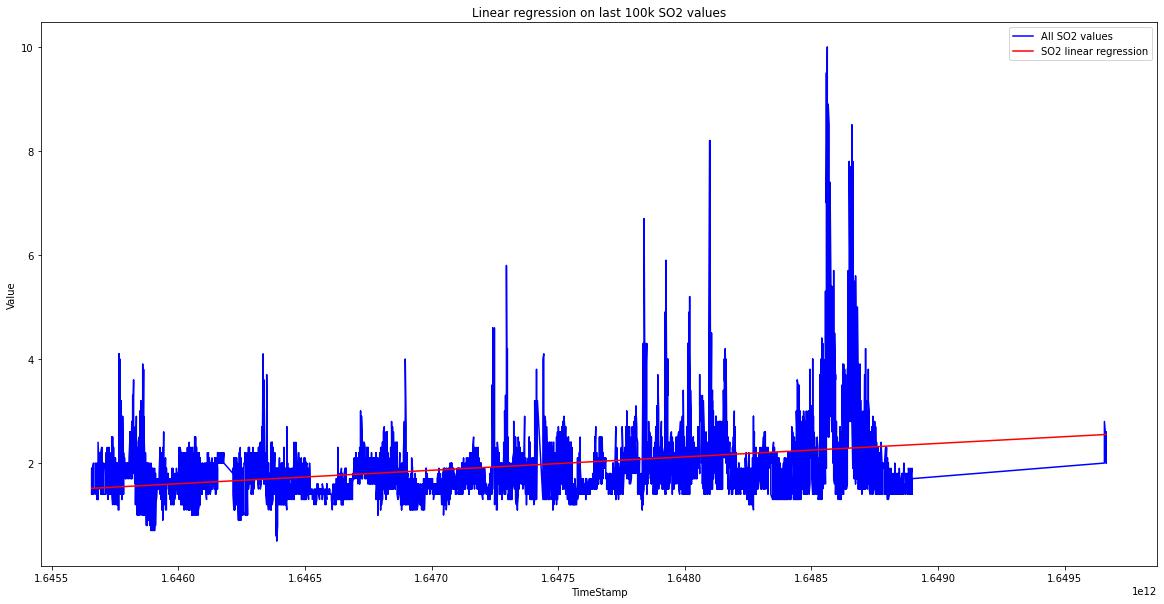 Linear regression on last 100k SO2 values
All SO2 values
SO2 linear regression
10
8
6
4
2
Value
1.6455 1.6460 1.6465 1.6470 1.6475 1.6480 1.6485 1.6490 1.6495
TimeStamp
1e12